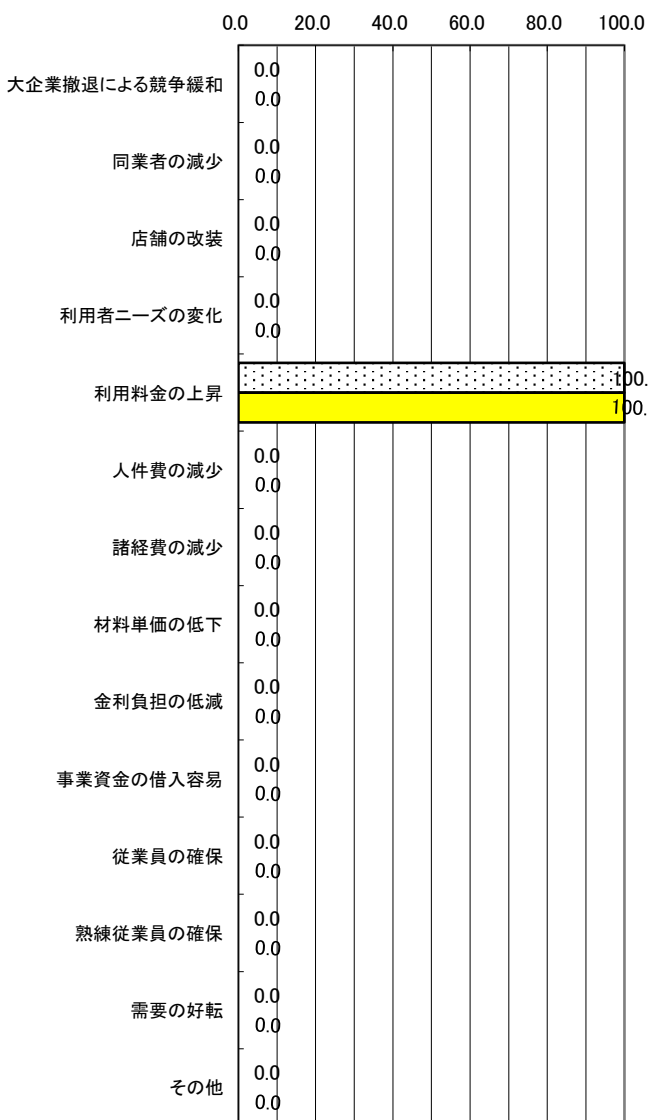 0.0 20.0 40.0 60.0 80.0 100.0
大企業撤退による競争緩和
0.0
0.0
同業者の減少
0.0
0.0
店舗の改装
0.0
0.0
利用者ニーズの変化
0.0
0.0
利用料金の上昇
100.
100.
人件費の減少
0.0
0.0
諸経費の減少
0.0
0.0
材料単価の低下
0.0
0.0
金利負担の低減
0.0
0.0
事業資金の借入容易
0.0
0.0
従業員の確保
0.0
0.0
熟練従業員の確保
0.0
0.0
需要の好転
0.0
0.0
その他
0.0
0.0